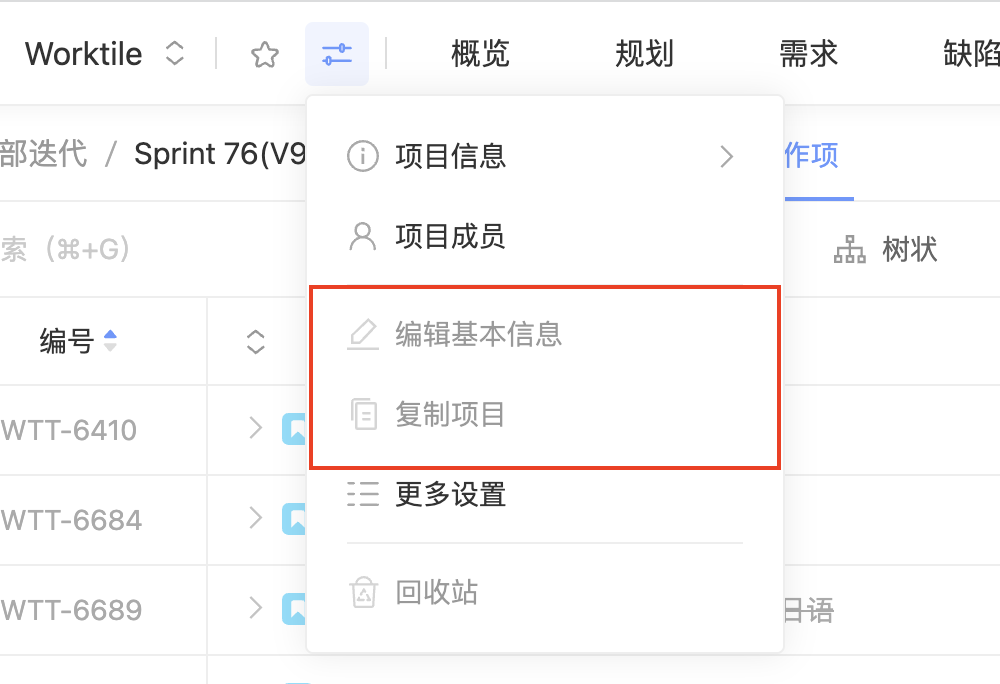 Worktile 概览 规划 需求 缺陷
部迭代 / Sprint 76(V9 作项
索（⌘+G） 树状
编号
WTT-6410
WTT-6684
WTT-6689 日语
项目信息
项目成员
编辑基本信息
复制项目
更多设置
回收站